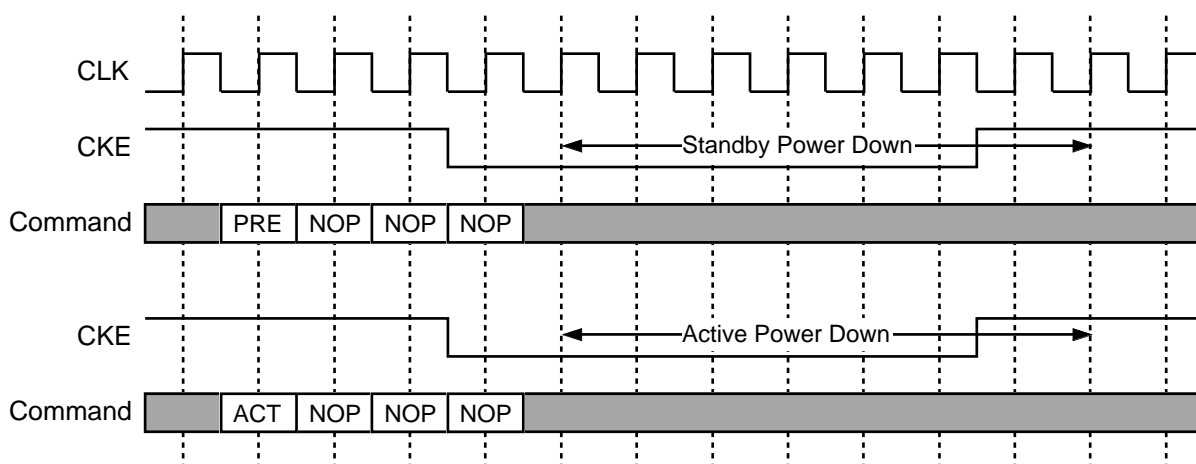 CLK
CKE Standby Power Down
Command PRE NOP NOP NOP
CKE Active Power Down
Command ACT NOP NOP NOP